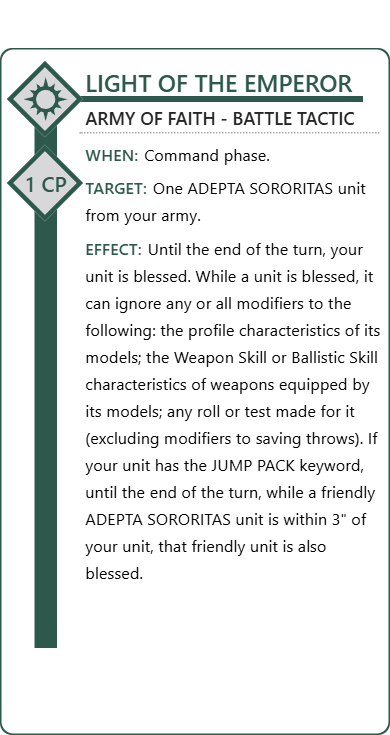 LIGHT OF THE EMPEROR
ARMY OF FAITH - BATTLE TACTIC
WHEN: Command phase.
1 CP
TARGET: One ADEPTA SORORITAS unit
from your army.
EFFECT: Until the end of the turn, your
unit is blessed. While a unit is blessed, it
can ignore any or all modifiers to the
following: the profile characteristics of its
models; the Weapon Skill or Ballistic Skill
characteristics of weapons equipped by
its models; any roll or test made for it
(excluding modifiers to saving throws). If
your unit has the JUMP PACK keyword,
until the end of the turn, while a friendly
ADEPTA SORORITAS unit is within 3" of
your unit, that friendly unit is also
blessed.